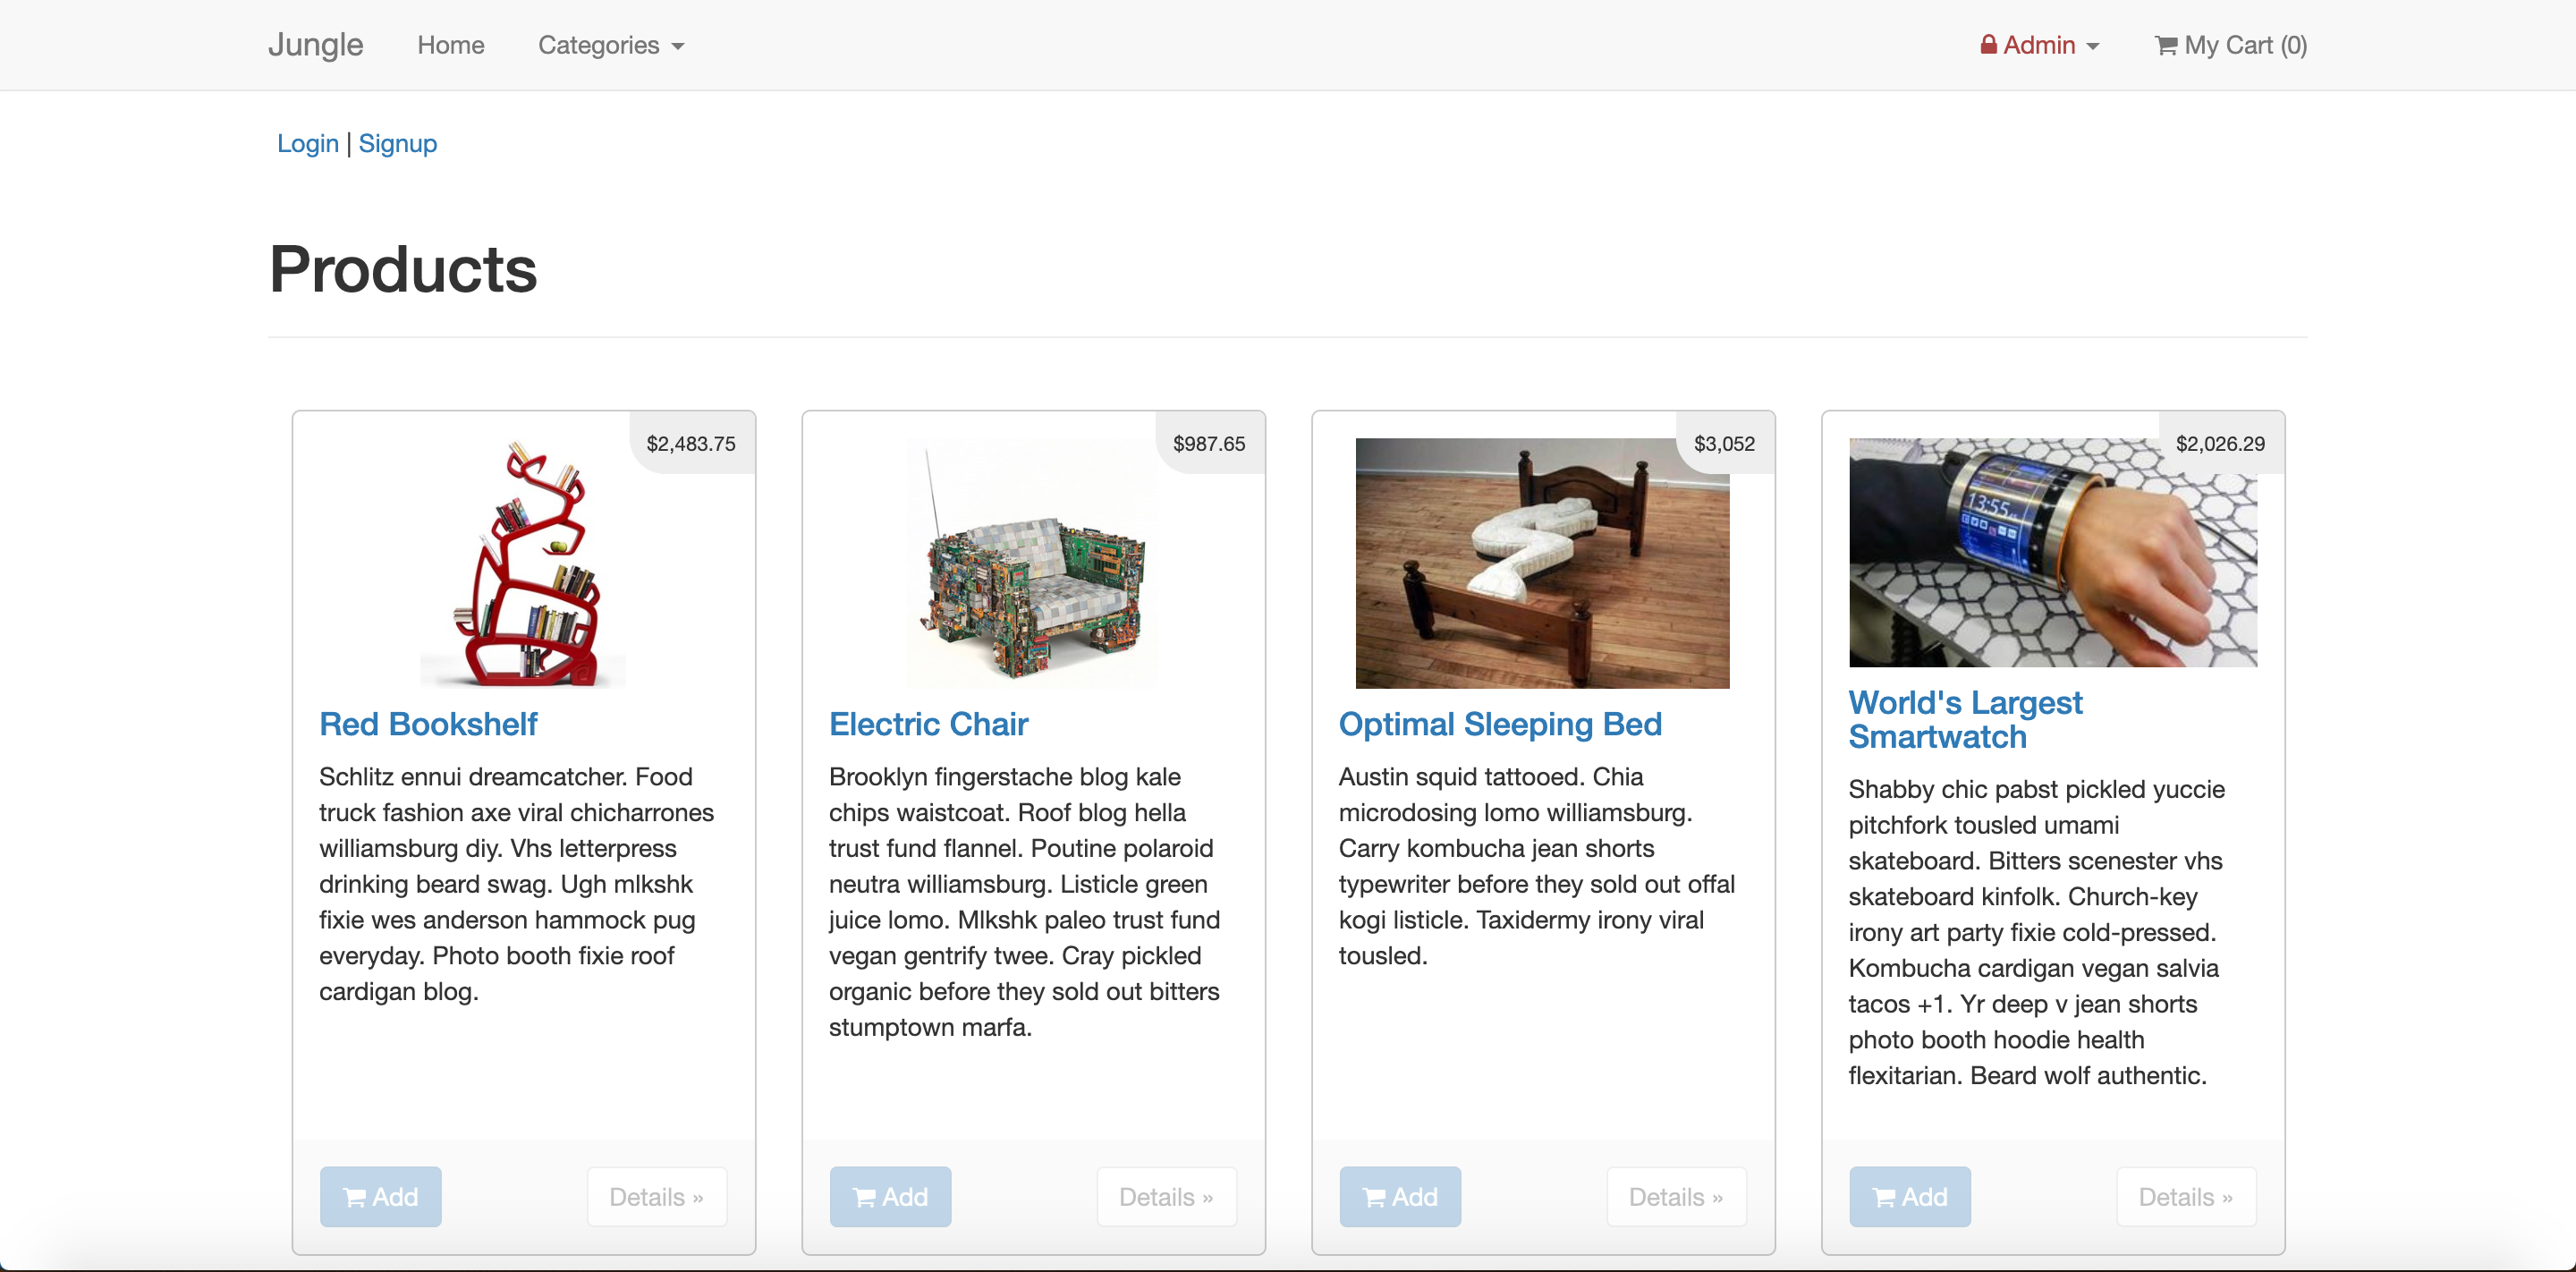 Jungle Home Categories Admin My Cart (0)
Login | Signup
Products
$2,483.75
Red Bookshelf
Schlitz ennui dreamcatcher. Food
truck fashion axe viral chicharrones
williamsburg diy. Vhs letterpress
drinking beard swag. Ugh mlkshk
fixie wes anderson hammock pug
everyday. Photo booth fixie roof
cardigan blog.
Add Details »
$987.65
Electric Chair
Brooklyn fingerstache blog kale
chips waistcoat. Roof blog hella
trust fund flannel. Poutine polaroid
neutra williamsburg. Listicle green
juice lomo. Mlkshk paleo trust fund
vegan gentrify twee. Cray pickled
organic before they sold out bitters
stumptown marfa.
Add Details »
$3,052
Optimal Sleeping Bed
Austin squid tattooed. Chia
microdosing lomo williamsburg.
Carry kombucha jean shorts
typewriter before they sold out offal
kogi listicle. Taxidermy irony viral
tousled.
Add Details »
$2,026.29
13:55
World's Largest
Smartwatch
Shabby chic pabst pickled yuccie
pitchfork tousled umami
skateboard. Bitters scenester vhs
skateboard kinfolk. Church-key
irony art party fixie cold-pressed.
Kombucha cardigan vegan salvia
tacos +1. Yr deep v jean shorts
photo booth hoodie health
flexitarian. Beard wolf authentic.
Add Details »